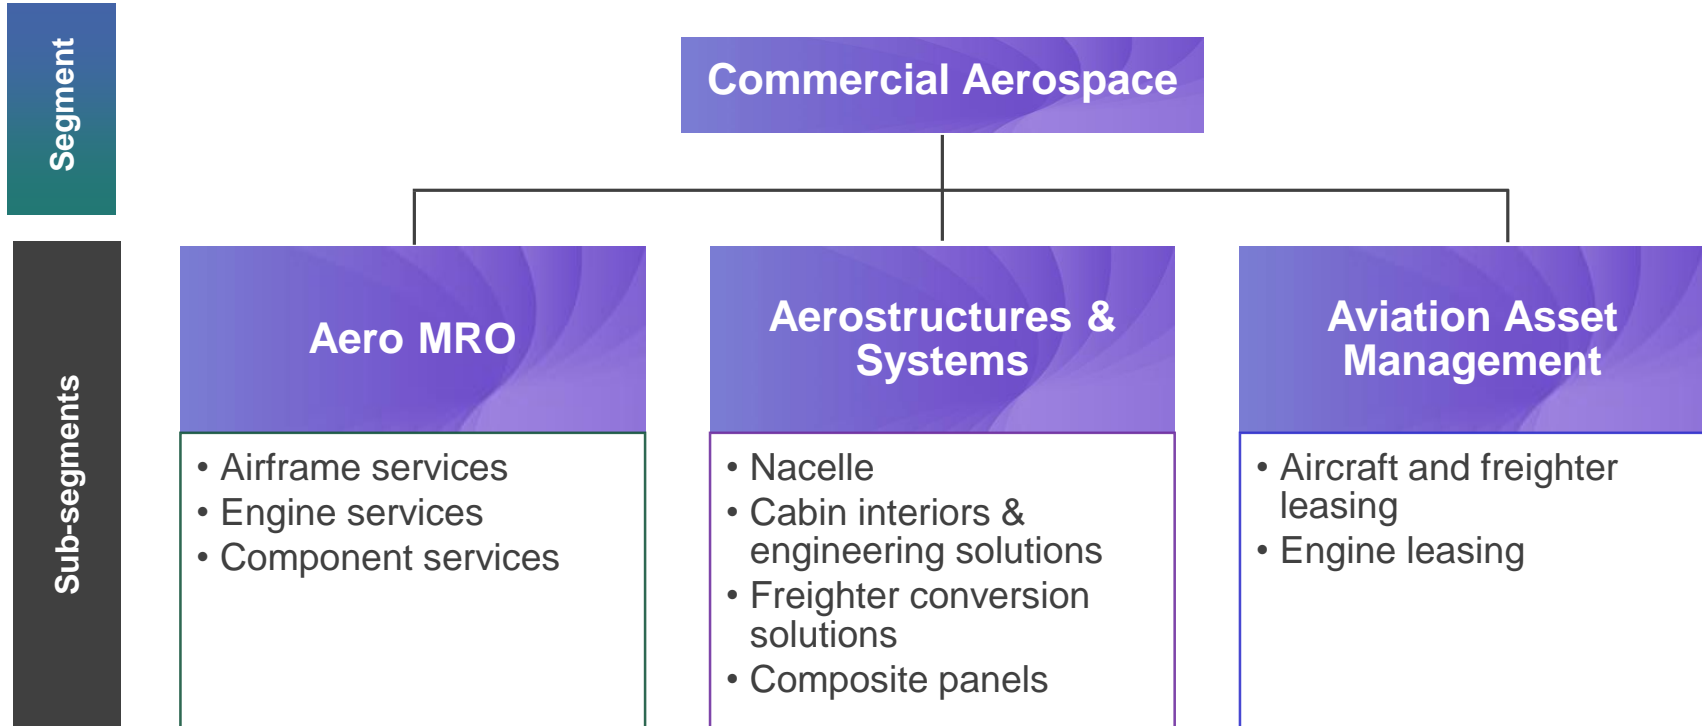 Segment
Commercial Aerospace
Sub-segments
Aero MRO
• Airframe services
• Engine services
• Component services
Aerostructures &
Systems
• Nacelle
• Cabin interiors &
engineering solutions
• Freighter conversion
solutions
• Composite panels
Aviation Asset
Management
• Aircraft and freighter
leasing
• Engine leasing